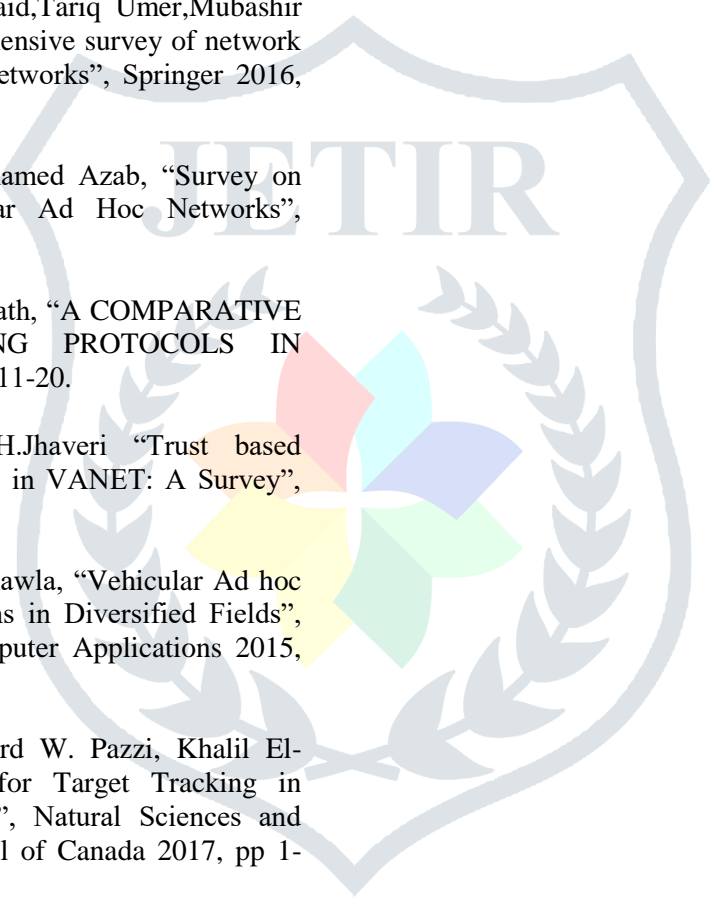 aid,Tariq Umer,Mubashir
ensive survey of network
etworks”, Springer 2016,
amed Azab, “Survey on
ar Ad Hoc Networks”,
ath, “A COMPARATIVE
NG PROTOCOLS IN
11-20.
H.Jhaveri “Trust based
in VANET: A Survey”,
awla, “Vehicular Ad hoc
ns in Diversified Fields”,
puter Applications 2015,
rd W. Pazzi, Khalil El-
for Target Tracking in
”, Natural Sciences and
l of Canada 2017, pp 1-
JETIR